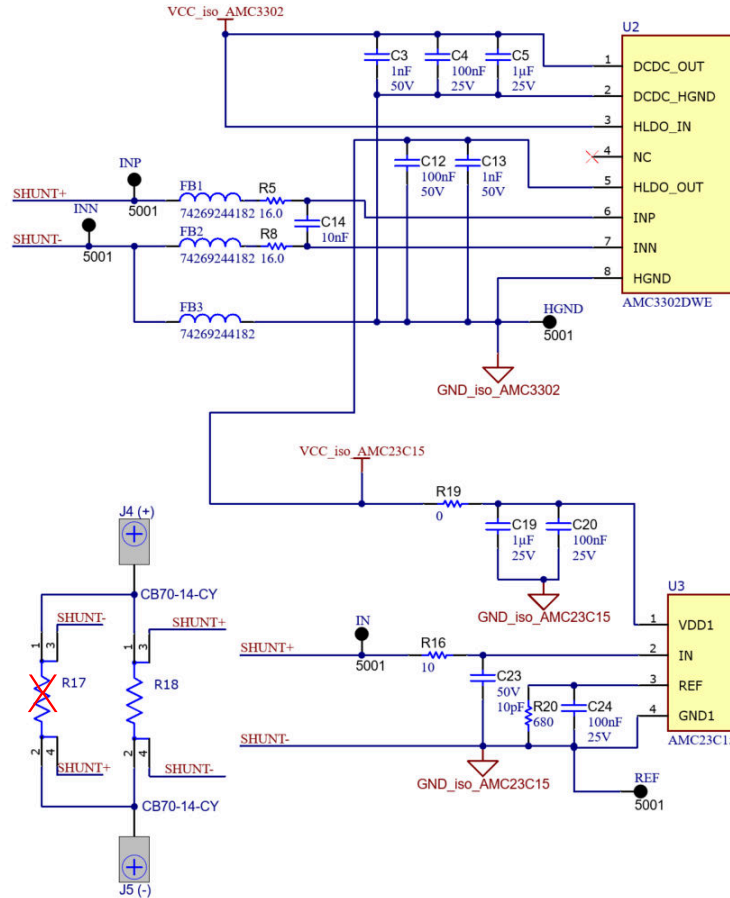 VCC_iso_AMC3302
U2
C3
1nF
50V
C4
100nF
25V
C5
1µF
25V
1 DCDC_OUT
2 DCDC_HGND
3 HLDO_IN
4 NC
5 HLDO_OUT
6 INP
7 INN
8 HGND
AMC3302DWE
C12
100nF
50V
C13
1nF
50V
INP
5001
SHUNT+
FB1
74269244182
R5
16.0
C14
10nF
INN
5001
SHUNT-
FB2
74269244182
R8
16.0
FB3
74269244182
HGND
5001
GND_iso_AMC3302
VCC_iso_AMC23C15
R19
0
C19
1µF
25V
C20
100nF
25V
GND_iso_AMC23C15
J4 (+)
CB70-14-CY
1 3
SHUNT-
R17
2 4
SHUNT+
1 3
SHUNT+
R18
2 4
SHUNT-
CB70-14-CY
J5 (-)
U3
1 VDD1
2 IN
3 REF
4 GND1
SHUNT+
IN
5001
R16
10
C23
50V
10pF
R20
680
C24
100nF
25V
SHUNT-
GND_iso_AMC23C15
REF
5001